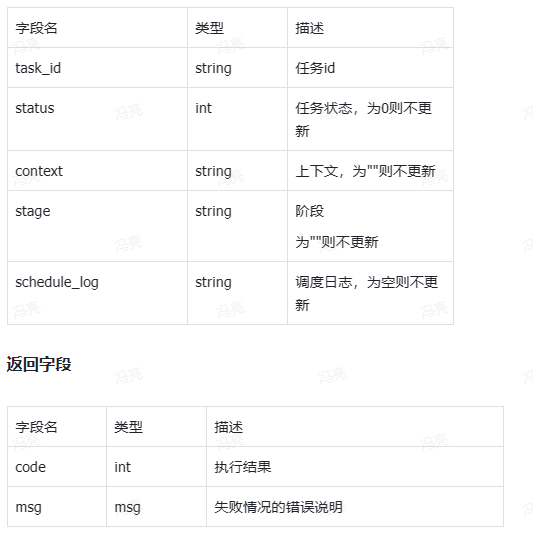 字段名 类型 描述
task_id string 任务id
status int 任务状态，为0则不更
新
context string 上下文，为""则不更新
stage string 阶段
为""则不更新
schedule_log string 调度日志，为空则不更
新
返回字段
字段名 类型 描述
code int 执行结果
msg msg 失败情况的错误说明
冯亮